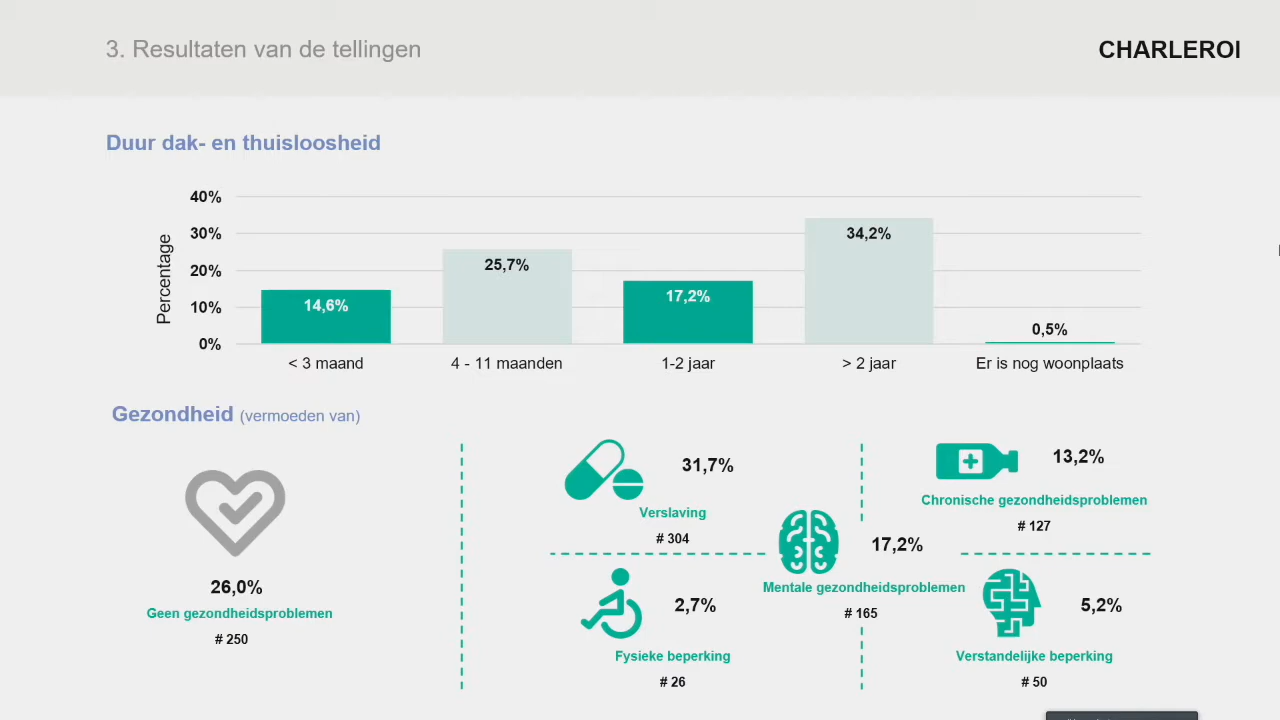 3. Resultaten van de tellingen
CHARLEROI
Duur dak- en thuisloosheid
Percentage
40%
30%
20%
10%
0%
14,6%
25,7%
17,2%
34,2%
0,5%
< 3 maand
4 - 11 maanden
1-2 jaar
> 2 jaar
Er is nog woonplaats
Gezondheid (vermoeden van)
26,0%
Geen gezondheidsproblemen
# 250
31,7%
Verslaving
# 304
13,2%
Chronische gezondheidsproblemen
# 127
17,2%
Mentale gezondheidsproblemen
# 165
2,7%
Fysieke beperking
# 26
5,2%
Verstandelijke beperking
# 50